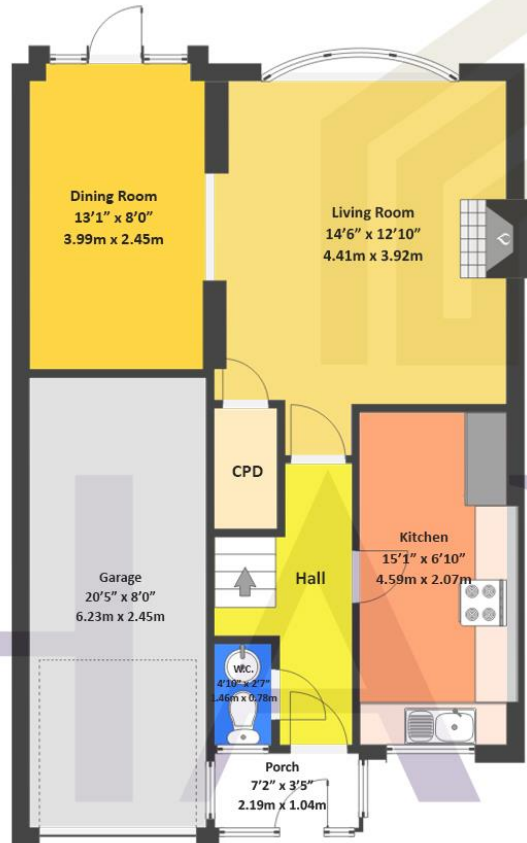 Dining Room
13'1" x 8'0"
3.99m x 2.45m
Living Room
14'6" x 12'10"
4.41m x 3.92m
CPD
Kitchen
15'1" x 6'10"
4.59m x 2.07m
Hall
Garage
20'5" x 8'0"
6.23m x 2.45m
W.C.
4'10" x 2'7"
1.46m x 0.78m
Porch
7'2" x 3'5"
2.19m x 1.04m